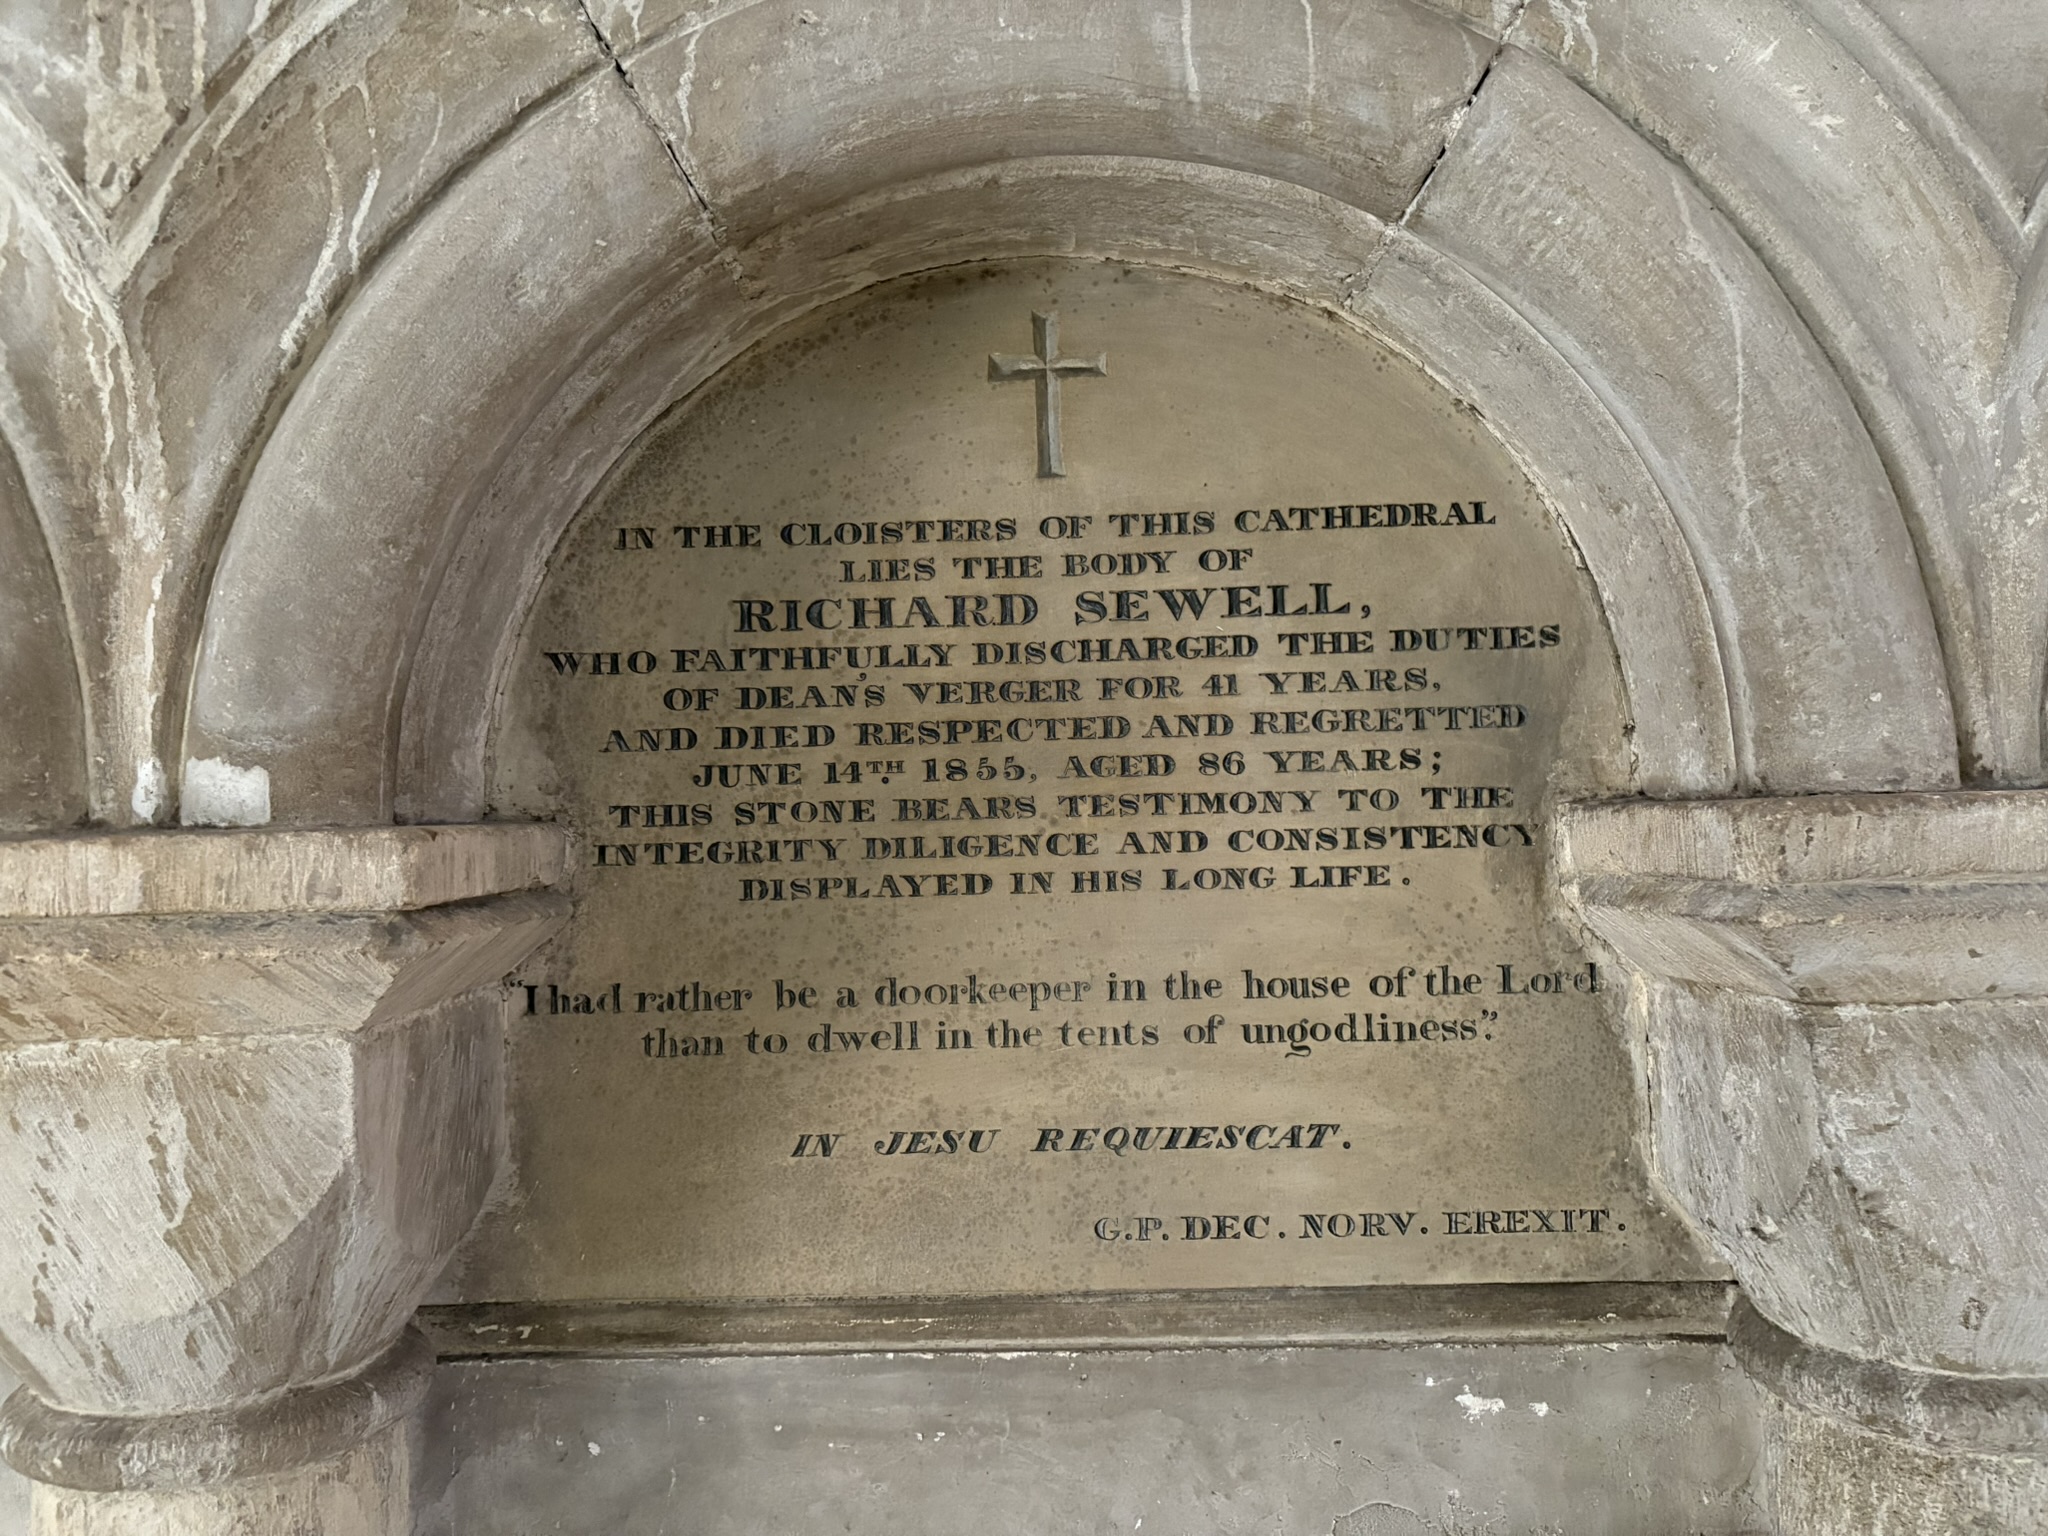 IN THE CLOISTERS OF THIS CATHEDRAL
LIES THE BODY OF
RICHARD SEWELL,
WHO FAITHFULLY DISCHARGED THE DUTIES
OF DEAN'S VERGER FOR 41 YEARS,
AND DIED RESPECTED AND REGRETTED
JUNE 14TH 1855, AGED 86 YEARS;
THIS STONE BEARS TESTIMONY TO THE
INTEGRITY DILIGENCE AND CONSISTENCY
DISPLAYED IN HIS LONG LIFE.
"I had rather be a doorkeeper in the house of the Lord
than to dwell in the tents of ungodliness".
IN JESU REQUIESCAT.
G.P. DEC. NORV. EREXIT.